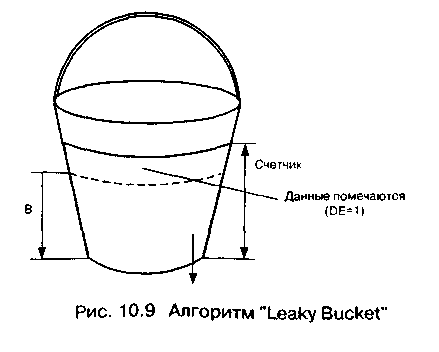 Счетчик
Данные помечаются
(DE=1)
B
Рис. 10.9 Алгоритм "Leaky Bucket"